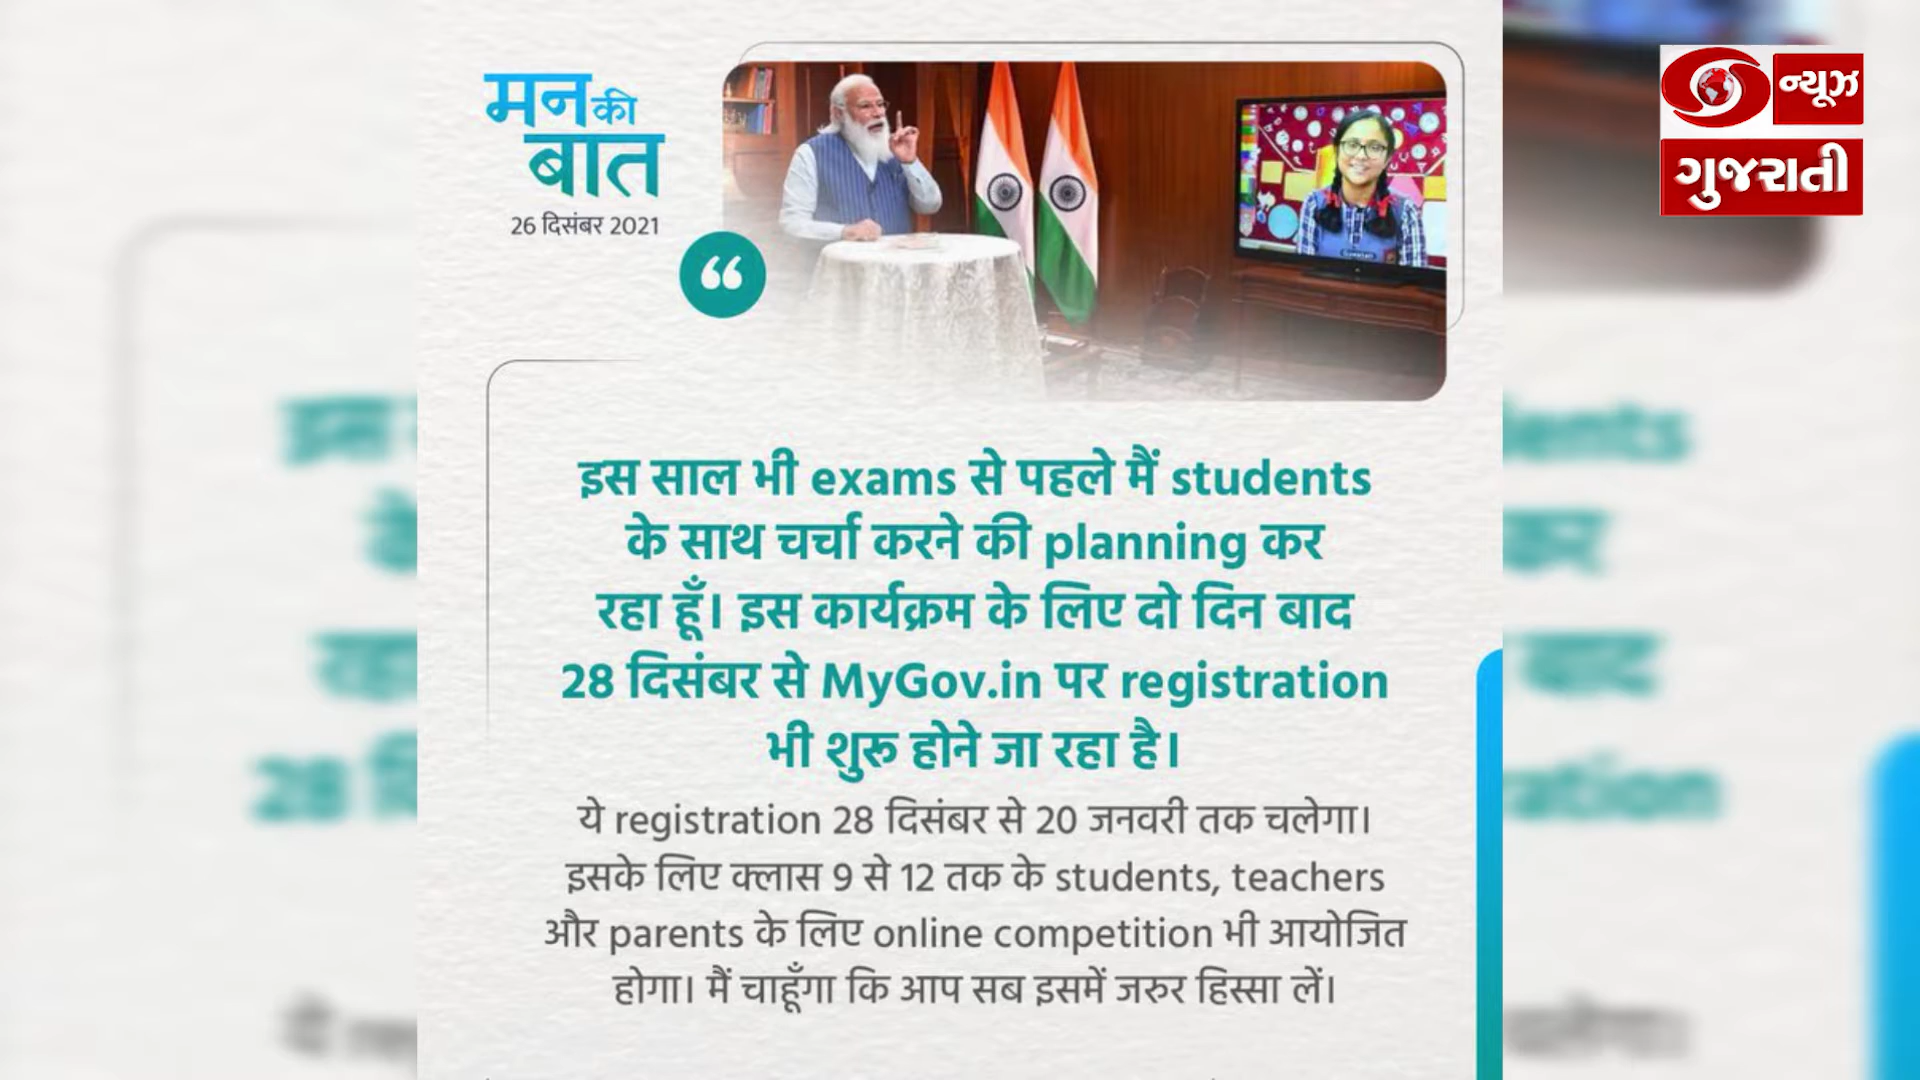 मन की
बात
26 दिसंबर 2021
“
न्यूज़
ગુજરાતી
इस साल भी exams से पहले मैं students
के साथ चर्चा करने की planning कर
रहा हूँ। इस कार्यक्रम के लिए दो दिन बाद
28 दिसंबर से MyGov.in पर registration
भी शुरू होने जा रहा है।
ये registration 28 दिसंबर से 20 जनवरी तक चलेगा।
इसके लिए क्लास 9 से 12 तक के students, teachers
और parents के लिए online competition भी आयोजित
होगा। मैं चाहूँगा कि आप सब इसमें जरुर हिस्सा लें।